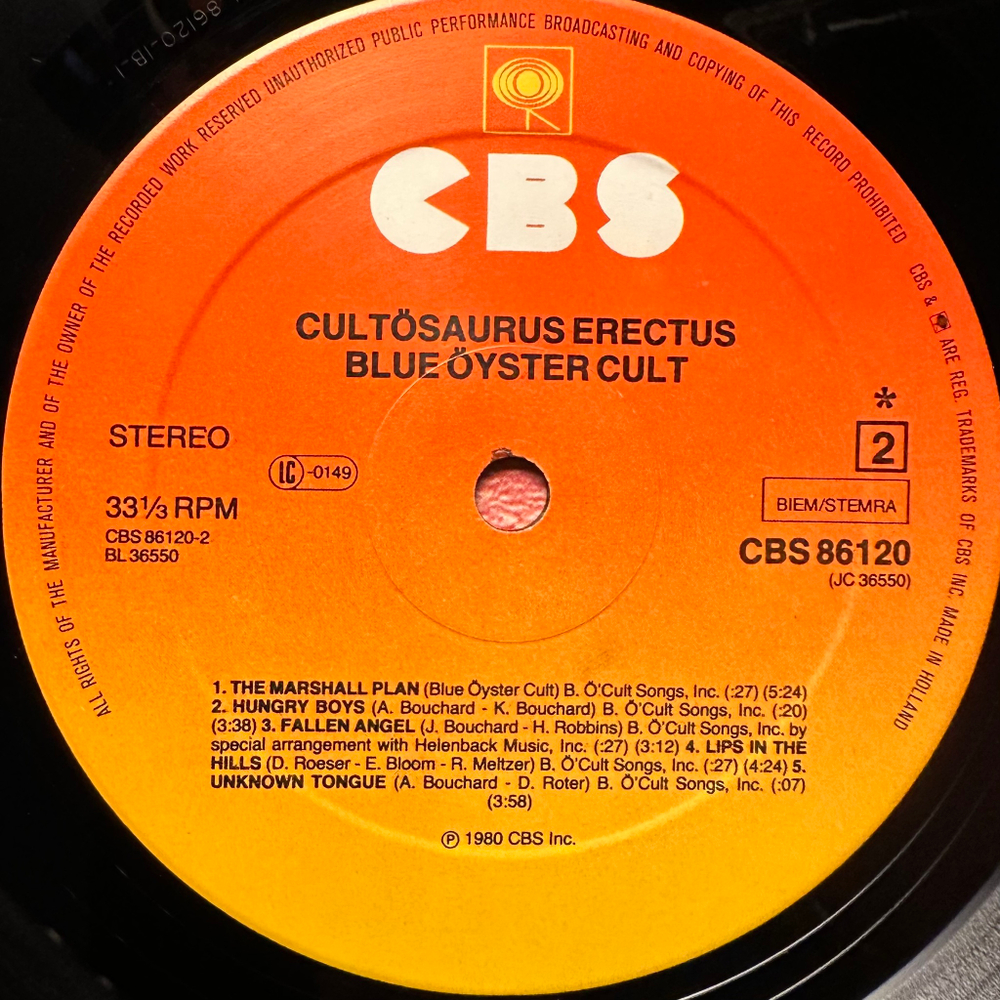 86120-1B-1
ALL RIGHTS OF THE MANUFACTURER AND OF THE OWNER OF THE RECORDED WORK RESERVED UNAUTHORIZED PUBLIC PERFORMANCE BROADCASTING AND COPYING OF THIS RECORD PROHIBITED
CBS & ARE REG. TRADEMARKS OF CBS INC. MADE IN HOLLAND
CBS
CULTÖSAURUS ERECTUS
BLUE ÖYSTER CULT
STEREO
LC-0149
33⅓ RPM
CBS 86120-2
BL 36550
*
2
BIEM/STEMRA
CBS 86120
(JC 36550)
1. THE MARSHALL PLAN (Blue Öyster Cult) B. Ö'Cult Songs, Inc. (:27) (5:24)
2. HUNGRY BOYS (A. Bouchard - K. Bouchard) B. Ö'Cult Songs, Inc. (:20)
(3:38) 3. FALLEN ANGEL (J. Bouchard - H. Robbins) B. Ö'Cult Songs, Inc. by
special arrangement with Helenback Music, Inc. (:27) (3:12) 4. LIPS IN THE
HILLS (D. Roeser - E. Bloom - R. Meltzer) B. Ö'Cult Songs, Inc. (:27) (4:24) 5.
UNKNOWN TONGUE (A. Bouchard - D. Roter) B. Ö'Cult Songs, Inc. (:07)
(3:58)
℗ 1980 CBS Inc.